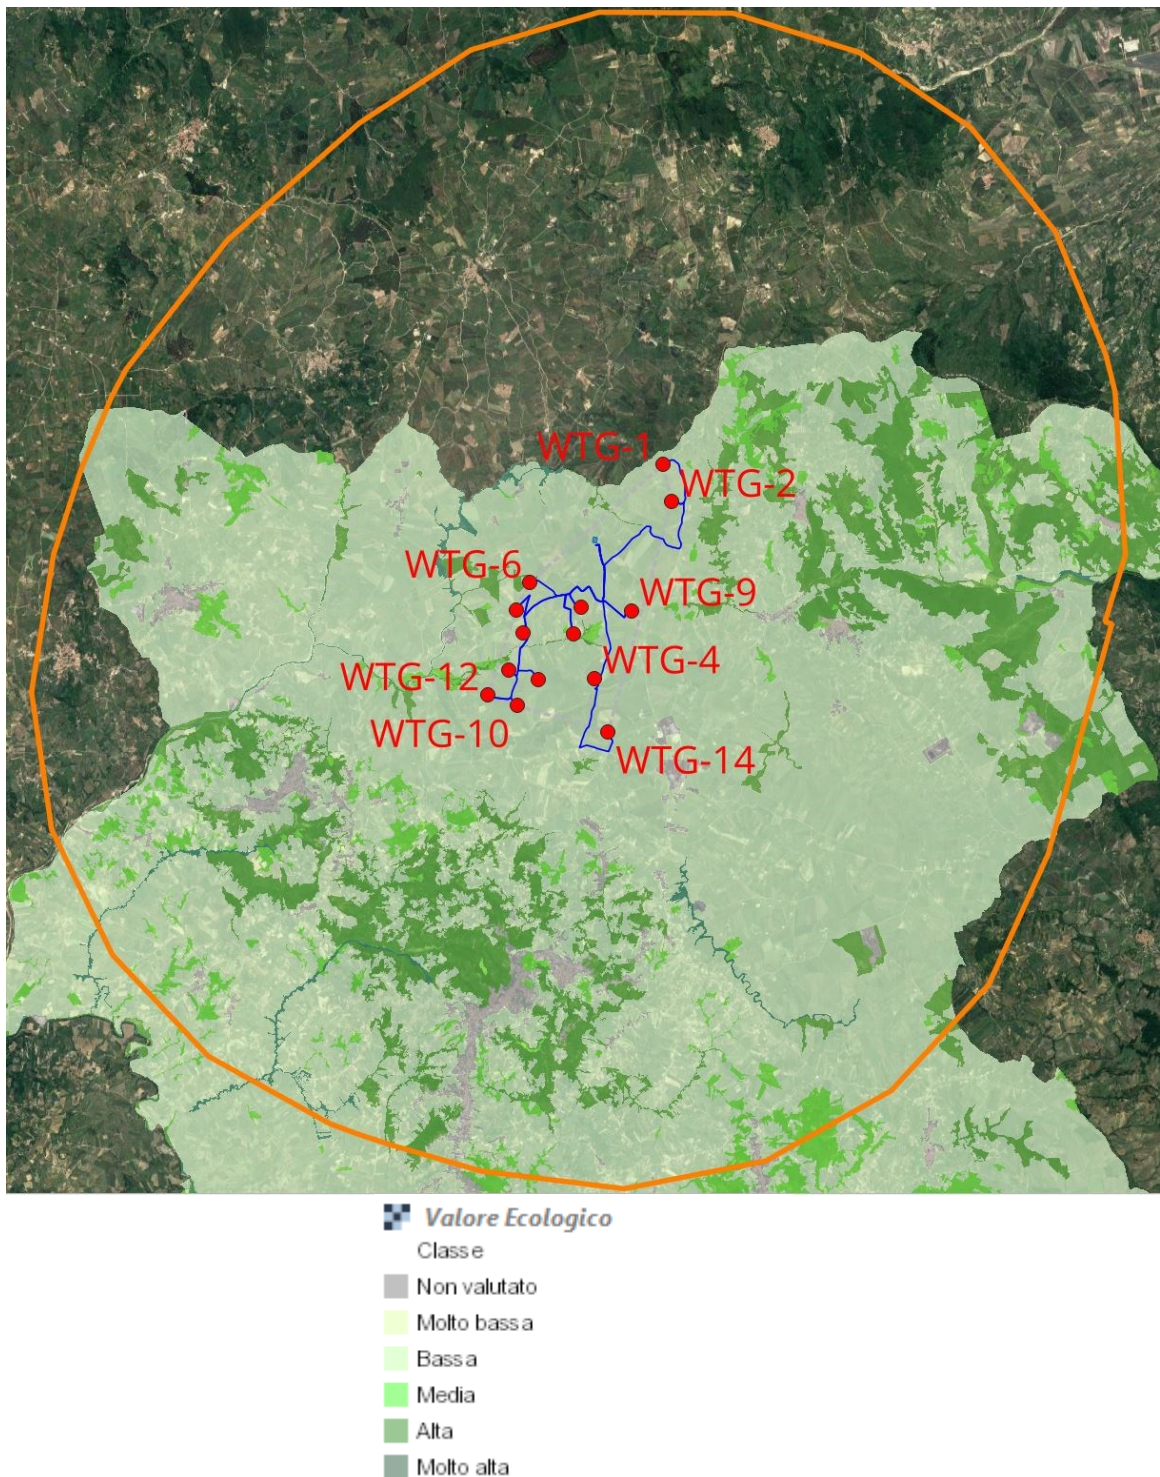 WTG-1
WTG-2
WTG-6
WTG-9
WTG-4
WTG-12
WTG-10
WTG-14
Valore Ecologico
Classe
Non valutato
Molto bassa
Bassa
Media
Alta
Molto alta